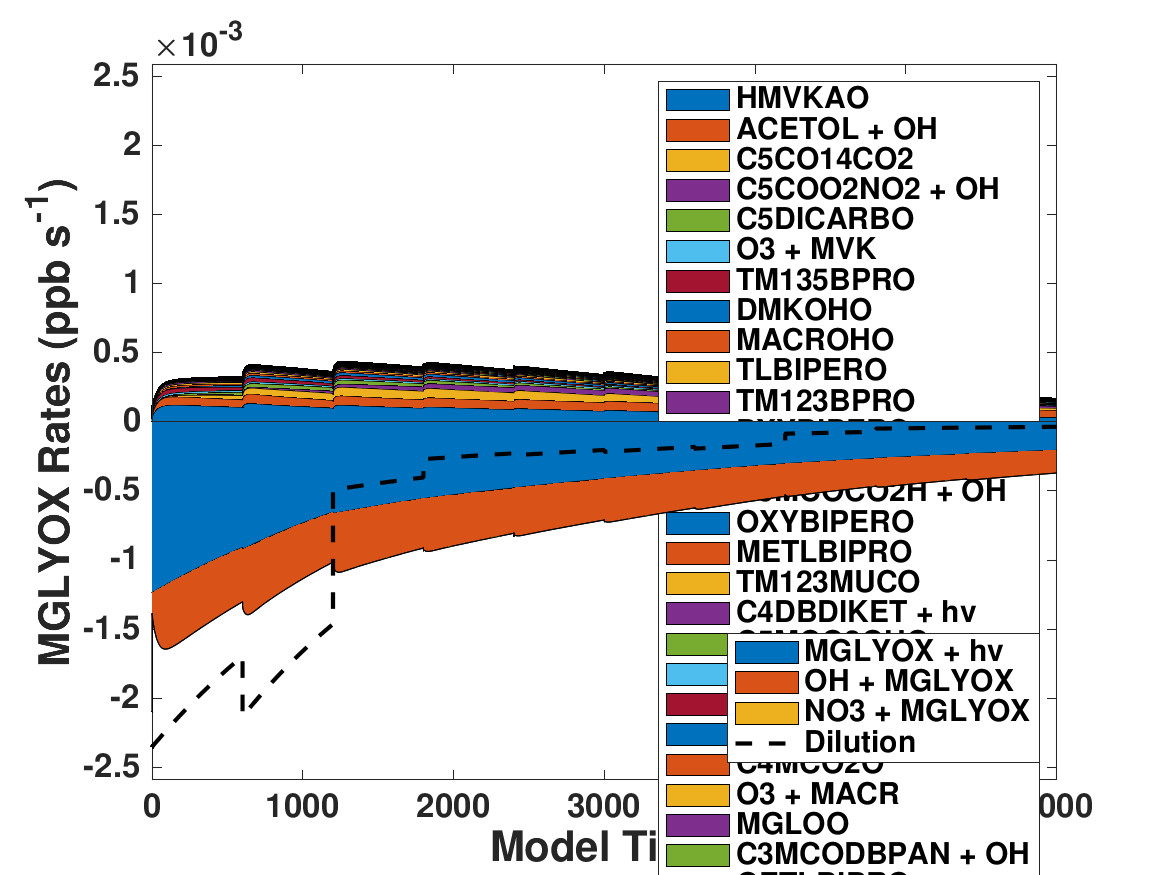 ×10-3
2.5
2
1.5
1
0.5
0
-0.5
-1
-1.5
-2
-2.5
MGLYOX Rates (ppb s-1)
HMVKAO
ACETOL + OH
C5CO14CO2
C5COO2NO2 + OH
C5DICARBO
O3 + MVK
TM135BPRO
DMKOHO
MACROHO
TLBIPERO
TM123BPRO
+ OH
OXYBIPERO
METLBIPRO
TM123MUCO
C4DBDIKET + hv
MGLYOX + hv
OH + MGLYOX
NO3 + MGLYOX
Dilution
C4MCO2O
O3 + MACR
MGLOO
C3MCODBPAN + OH
0 1000 2000 3000 000
Model Ti